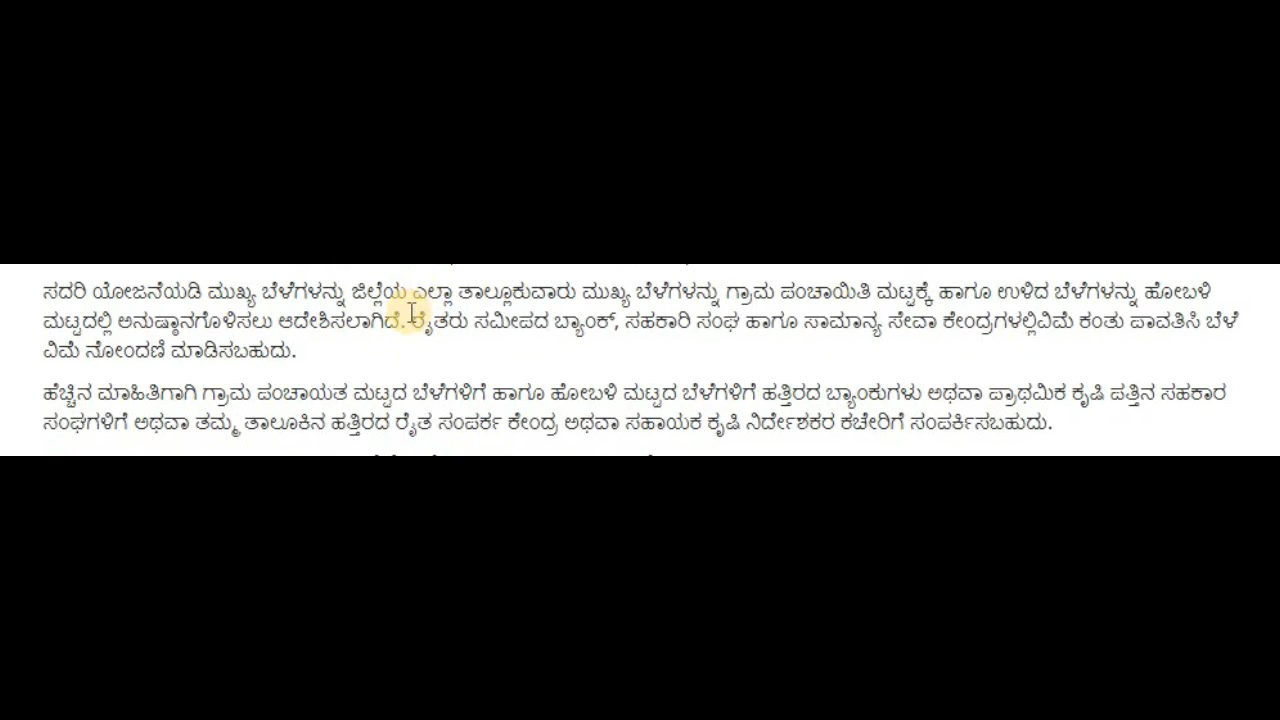 ಸದರಿ ಯೋಜನೆಯಡಿ ಮುಖ್ಯ ಬೆಳೆಗಳನ್ನು ಜಿಲ್ಲೆಯ ಎಲ್ಲಾ ತಾಲ್ಲೂಕುವಾರು ಮುಖ್ಯ ಬೆಳೆಗಳನ್ನು ಗ್ರಾಮ ಪಂಚಾಯಿತಿ ಮಟ್ಟಕ್ಕೆ ಹಾಗೂ ಉಳಿದ ಬೆಳೆಗಳನ್ನು ಹೋಬಳಿ
ಮಟ್ಟದಲ್ಲಿ ಅನುಷ್ಠಾನಗೊಳಿಸಲು ಆದೇಶಿಸಲಾಗಿದೆ. ರೈತರು ಸಮೀಪದ ಬ್ಯಾಂಕ್, ಸಹಕಾರಿ ಸಂಘ ಹಾಗೂ ಸಾಮಾನ್ಯ ಸೇವಾ ಕೇಂದ್ರಗಳಲ್ಲಿವಿಮೆ ಕಂತು ಪಾವತಿಸಿ ಬೆಳೆ
ವಿಮೆ ನೋಂದಣಿ ಮಾಡಿಸಬಹುದು.
ಹೆಚ್ಚಿನ ಮಾಹಿತಿಗಾಗಿ ಗ್ರಾಮ ಪಂಚಾಯತ ಮಟ್ಟದ ಬೆಳೆಗಳಿಗೆ ಹಾಗೂ ಹೋಬಳಿ ಮಟ್ಟದ ಬೆಳೆಗಳಿಗೆ ಹತ್ತಿರದ ಬ್ಯಾಂಕುಗಳು ಅಥವಾ ಪ್ರಾಥಮಿಕ ಕೃಷಿ ಪತ್ತಿನ ಸಹಕಾರ
ಸಂಘಗಳಿಗೆ ಅಥವಾ ತಮ್ಮ ತಾಲೂಕಿನ ಹತ್ತಿರದ ರೈತ ಸಂಪರ್ಕ ಕೇಂದ್ರ ಅಥವಾ ಸಹಾಯಕ ಕೃಷಿ ನಿರ್ದೇಶಕರ ಕಚೇರಿಗೆ ಸಂಪರ್ಕಿಸಬಹುದು.